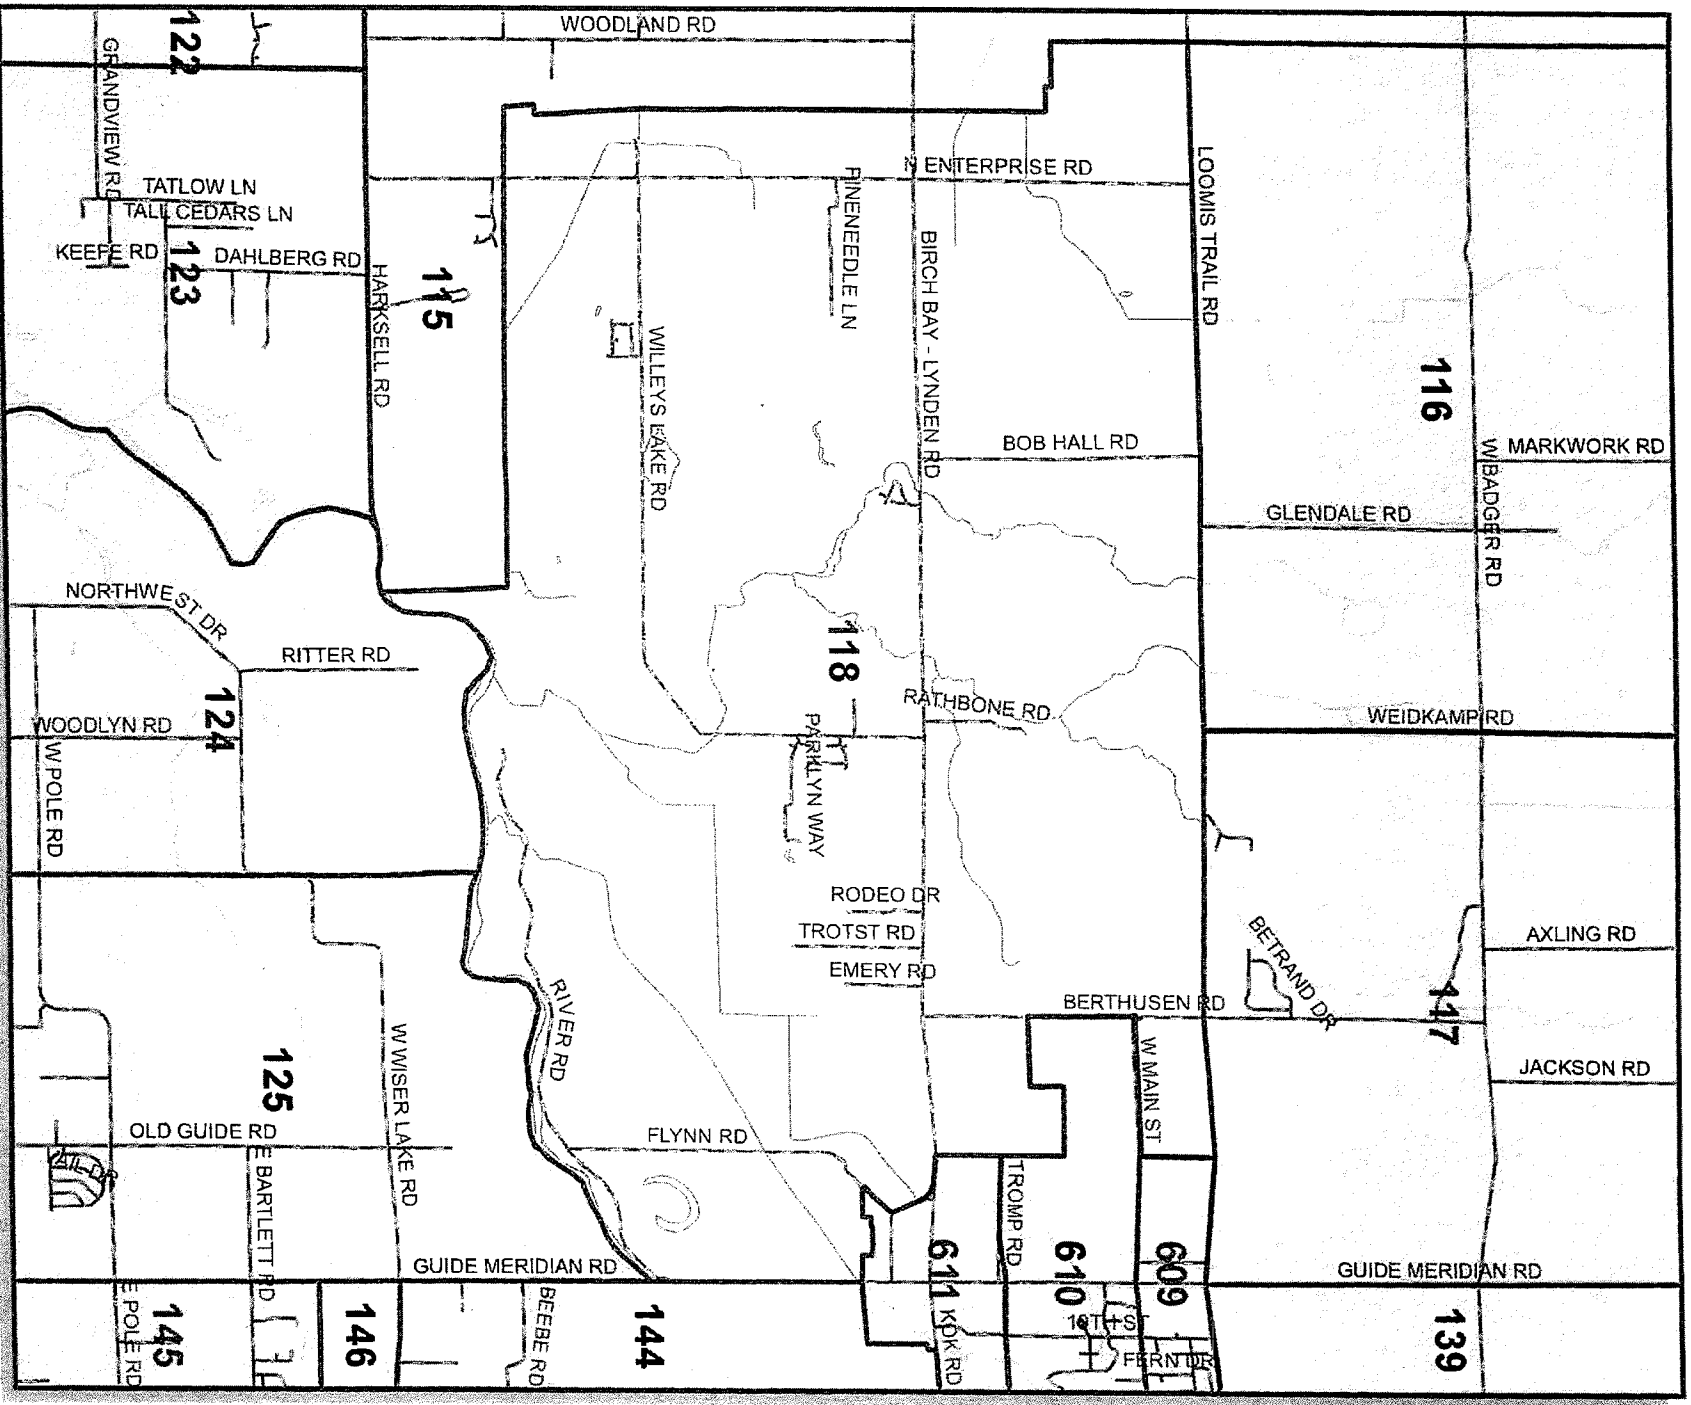 WOODLAND RD
122
GRANDVIEW RD
N ENTERPRISE RD
LOOMIS TRAIL RD
PINENEEDLE LN
TATLOW LN
TALL CEDARS LN
KEEFE RD
DAHLBERG RD
123
HARKSELL RD
115
WILLEYS LAKE RD
BIRCH BAY - LYNDEN RD
116
BOB HALL RD
MARKWORK RD
W BADGER RD
GLENDALE RD
NORTHWEST DR
RITTER RD
118
124
WOODLYN RD
W POLE RD
RATHBONE RD
WEIDKAMP RD
PARKLYN WAY
RODEO DR
TROTST RD
EMERY RD
BETRAND DR
AXLING RD
RIVER RD
BERTHUSEN RD
117
W WISER LAKE RD
125
W MAIN ST
JACKSON RD
OLD GUIDE RD
FLYNN RD
E BARTLETT RD
TROMP RD
GUIDE MERIDIAN RD
611
610
609
GUIDE MERIDIAN RD
E POLE RD
145
146
BEEBE RD
144
KOK RD
19TH ST
FERN DR
139